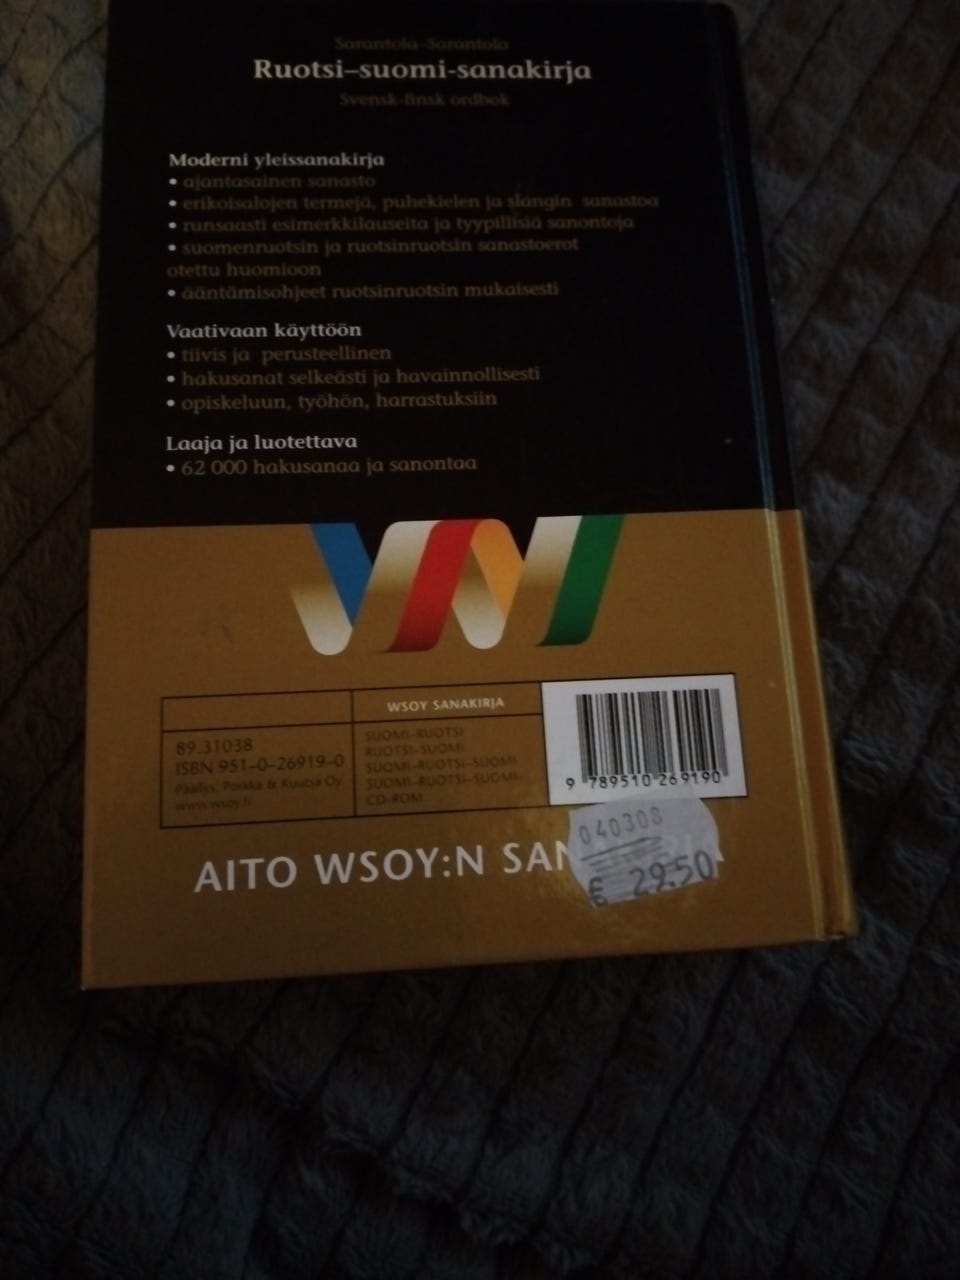 Sarantola–Sarantola
Ruotsi–suomi-sanakirja
Svensk-finsk ordbok
Moderni yleissanakirja
• ajantasainen sanasto
• erikoisalojen termejä, puhekielen ja slangin sanastoa
• runsaasti esimerkkilauseita ja tyypillisiä sanontoja
• suomenruotsin ja ruotsinruotsin sanastoerot
otettu huomioon
• ääntämisohjeet ruotsinruotsin mukaisesti
Vaativaan käyttöön
• tiivis ja perusteellinen
• hakusanat selkeästi ja havainnollisesti
• opiskeluun, työhön, harrastuksiin
Laaja ja luotettava
• 62 000 hakusanaa ja sanontaa
89.31038
ISBN 951-0-26919-0
Päällys: Porkka & Kuutsa Oy
www.wsoy.fi
WSOY SANAKIRJA
SUOMI–RUOTSI
RUOTSI–SUOMI
SUOMI–RUOTSI–SUOMI
SUOMI–RUOTSI–SUOMI-
CD-ROM
9 789510 269190
040308
€ 29.50
AITO WSOY:N